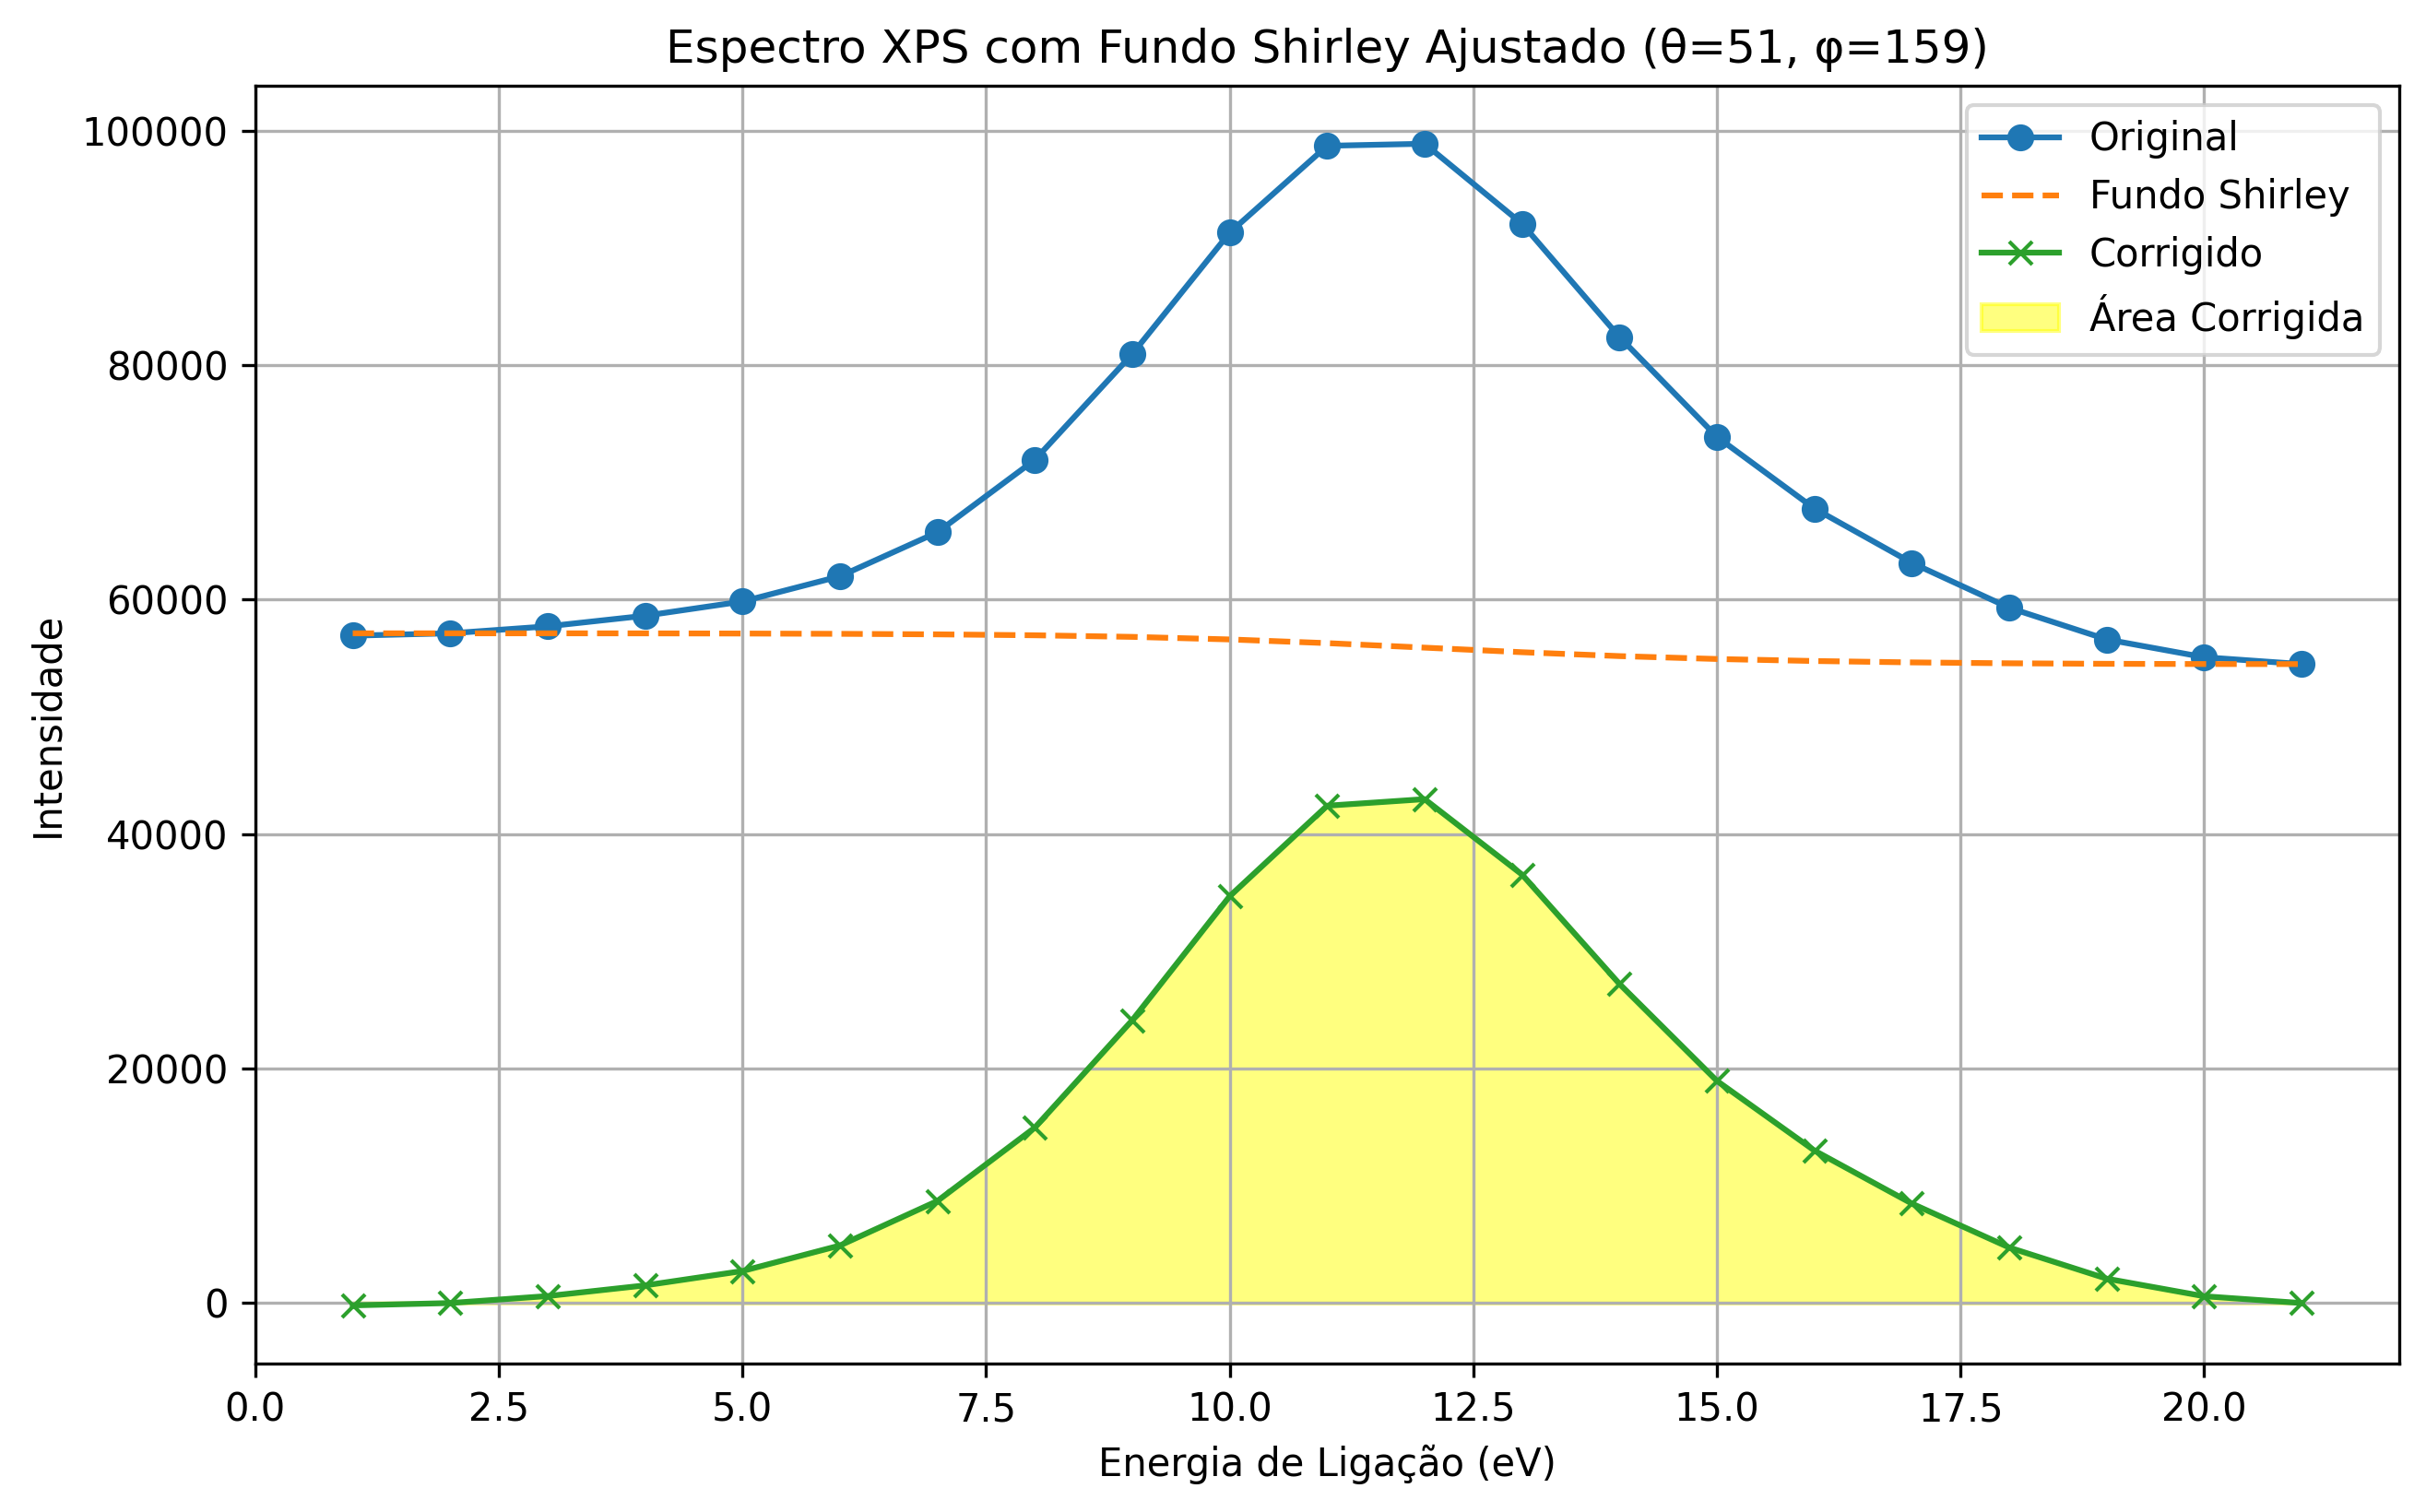 Espectro XPS com Fundo Shirley Ajustado (θ=51, φ=159)
Original
Fundo Shirley
Corrigido
Área Corrigida
Intensidade
100000
80000
60000
40000
20000
0
0.0 2.5 5.0 7.5 10.0 12.5 15.0 17.5 20.0
Energia de Ligação (eV)